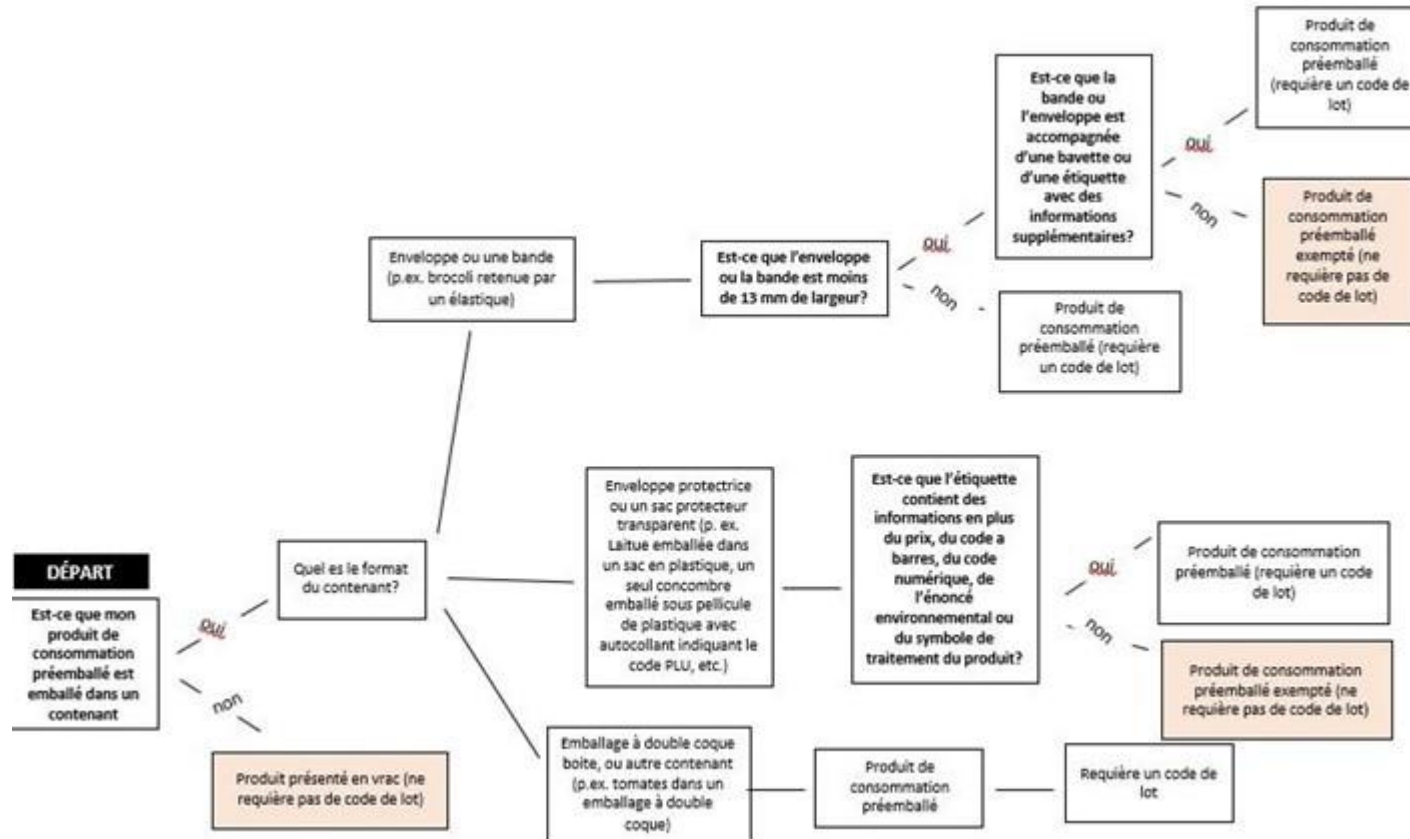 DÉPART
Est-ce que mon
produit de
consommation
préemballé est
emballé dans un
contenant
oui
non
Produit présenté en vrac (ne
requière pas de code de lot)
Quel es le format
du contenant?
Enveloppe ou une bande
(p.ex. brocoli retenue par
un élastique)
Est-ce que l'enveloppe
ou la bande est moins
de 13 mm de largeur?
oui
non
Est-ce que la
bande ou
l'enveloppe est
accompagnée
d'une bavette ou
d'une étiquette
avec des
informations
supplémentaires?
oui
non
Produit de
consommation
préemballé
(requière un code de
lot)
Produit de
consommation
préemballé
exempté (ne
requière pas de
code de lot)
Produit de
consommation
préemballé (requière
un code de lot)
Enveloppe protectrice
ou un sac protecteur
transparent (p. ex.
Laitue emballée dans
un sac en plastique, un
seul concombre
emballé sous pellicule
de plastique avec
autocollant indiquant le
code PLU, etc.)
Est-ce que l'étiquette
contient des
informations en plus
du prix, du code a
barres, du code
numérique, de
l'énoncé
environnemental ou
du symbole de
traitement du produit?
oui
non
Produit de consommation
préemballé (requière un code
de lot)
Produit de consommation
préemballé exempté (ne
requière pas de code de lot)
Emballage à double coque
boite, ou autre contenant
(p.ex. tomates dans un
emballage à double
coque)
Produit de
consommation
préemballé
Requière un code de
lot